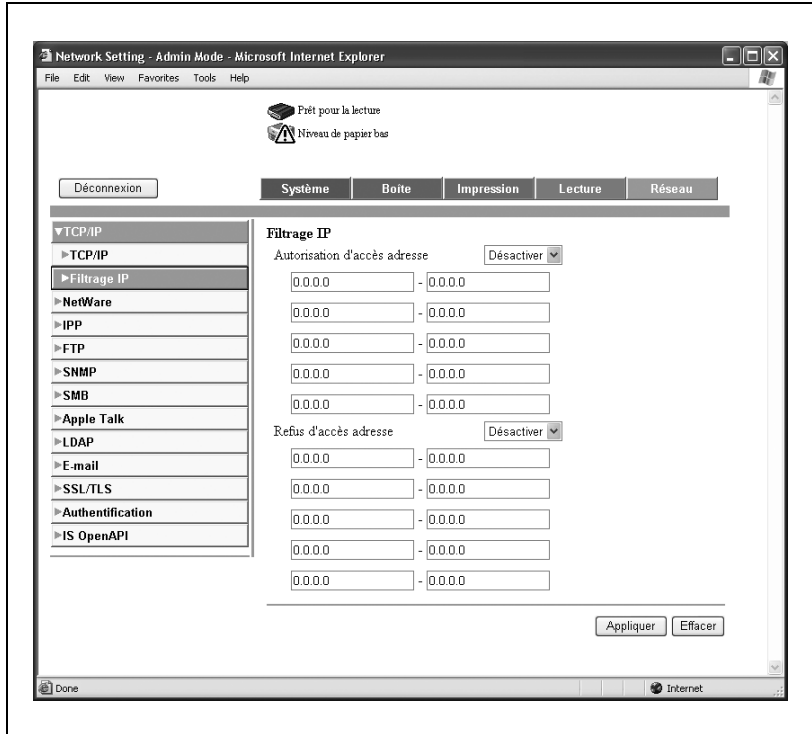 Network Setting - Admin Mode - Microsoft Internet Explorer
File Edit View Favorites Tools Help
Prêt pour la lecture
Niveau de papier bas
Déconnexion
Système Boîte Impression Lecture Réseau
▼TCP/IP
▶TCP/IP
▶Filtrage IP
▶NetWare
▶IPP
▶FTP
▶SNMP
▶SMB
▶Apple Talk
▶LDAP
▶E-mail
▶SSL/TLS
▶Authentification
▶IS OpenAPI
Filtrage IP
Autorisation d'accès adresse Désactiver
0.0.0.0 - 0.0.0.0
0.0.0.0 - 0.0.0.0
0.0.0.0 - 0.0.0.0
0.0.0.0 - 0.0.0.0
0.0.0.0 - 0.0.0.0
Refus d'accès adresse Désactiver
0.0.0.0 - 0.0.0.0
0.0.0.0 - 0.0.0.0
0.0.0.0 - 0.0.0.0
0.0.0.0 - 0.0.0.0
0.0.0.0 - 0.0.0.0
Appliquer Effacer
Done Internet